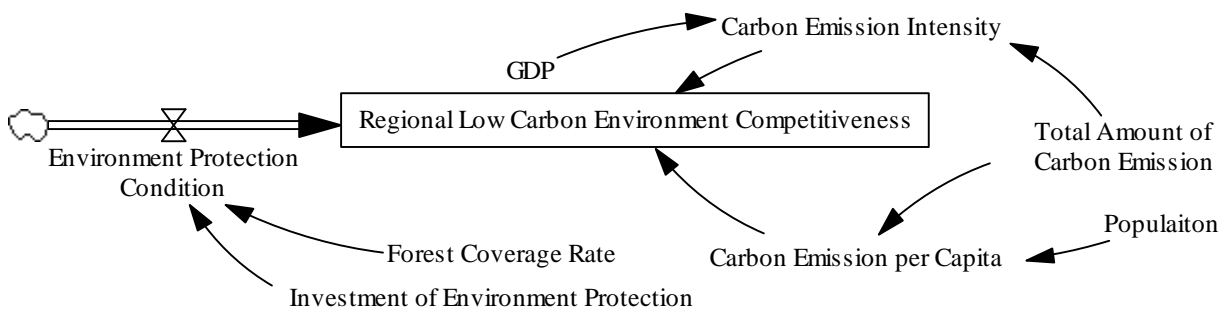 Carbon Emission Intensity
GDP
Regional Low Carbon Environment Competitiveness
Total Amount of
Carbon Emission
Environment Protection
Condition
Populaiton
Forest Coverage Rate
Carbon Emission per Capita
Investment of Environment Protection